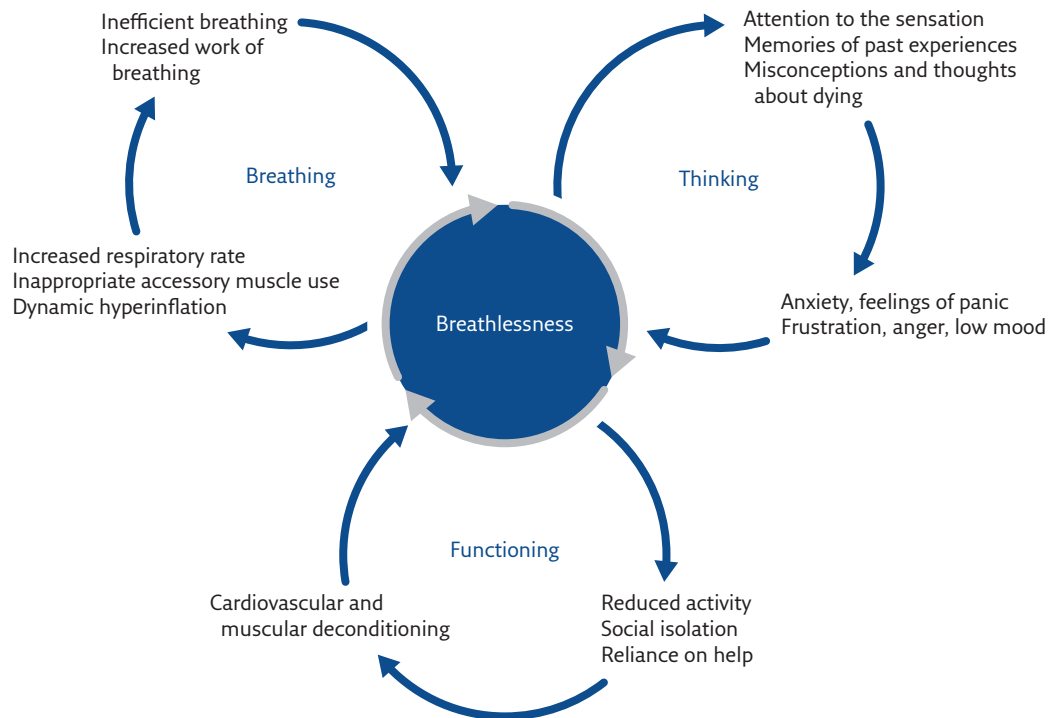 Inefficient breathing
Increased work of
breathing
Attention to the sensation
Memories of past experiences
Misconceptions and thoughts
about dying
Breathing
Thinking
Increased respiratory rate
Inappropriate accessory muscle use
Dynamic hyperinflation
Breathlessness
Anxiety, feelings of panic
Frustration, anger, low mood
Functioning
Cardiovascular and
muscular deconditioning
Reduced activity
Social isolation
Reliance on help